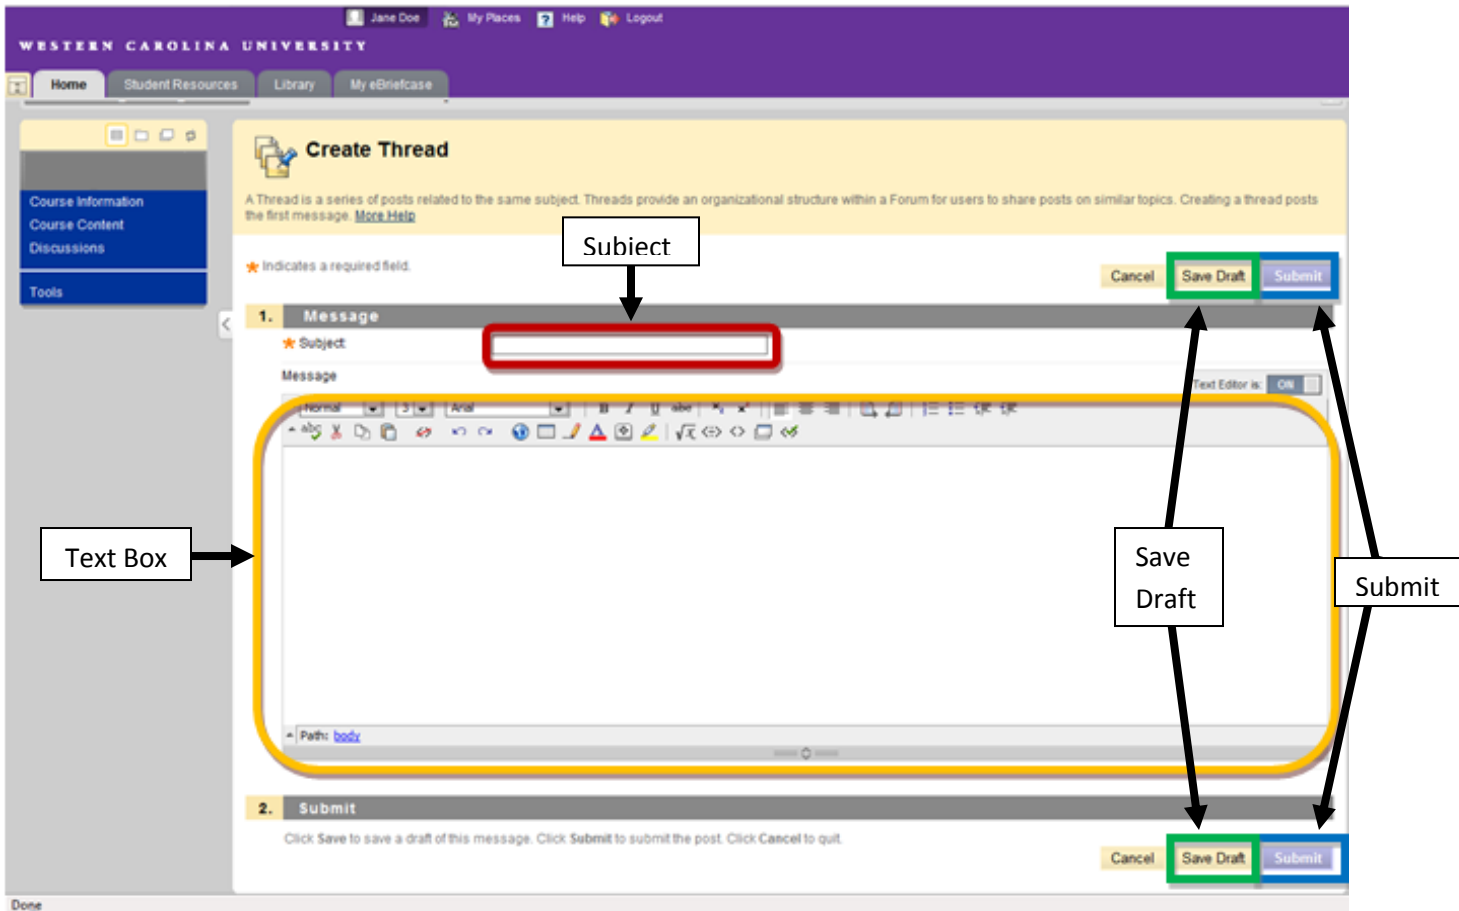 Jane Doe My Places Help Logout
WESTERN CAROLINA UNIVERSITY
Home Student Resources Library My eBriefcase
Create Thread
A Thread is a series of posts related to the same subject. Threads provide an organizational structure within a Forum for users to share posts on similar topics. Creating a thread posts
the first message. More Help
Course Information
Course Content
Discussions
Tools
Subject
Indicates a required field.
Cancel Save Draft Submit
1. Message
Subject
Message
Text Editor is: ON
Normal 3 Arial B I U abc
abc
Text Box
Save
Draft
Submit
Path: body
2. Submit
Click Save to save a draft of this message. Click Submit to submit the post. Click Cancel to quit.
Cancel Save Draft Submit
Done